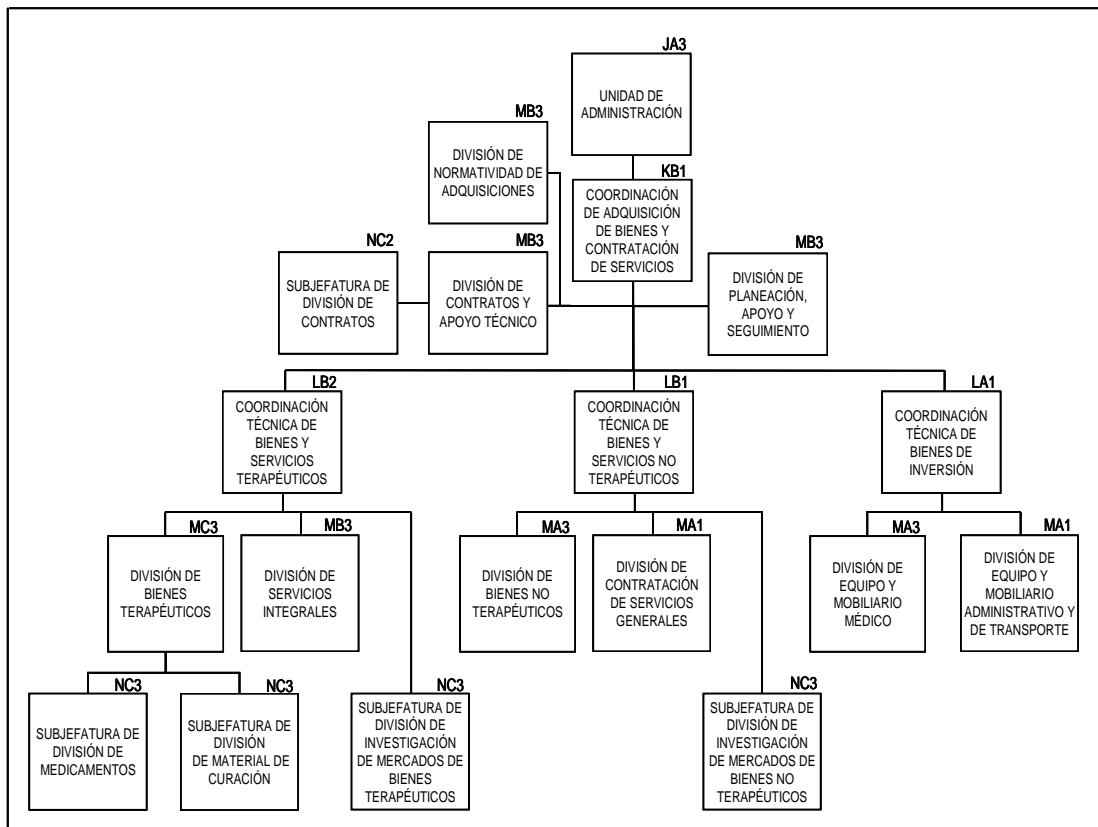 JA3
UNIDAD DE
ADMINISTRACIÓN
MB3
DIVISIÓN DE
NORMATIVIDAD DE
ADQUISICIONES
KB1
COORDINACIÓN
DE ADQUISICIÓN
DE BIENES Y
CONTRATACIÓN
DE SERVICIOS
NC2
SUBJEFATURA DE
DIVISIÓN DE
CONTRATOS
MB3
DIVISIÓN DE
CONTRATOS Y
APOYO TÉCNICO
MB3
DIVISIÓN DE
PLANEACIÓN,
APOYO Y
SEGUIMIENTO
LB2
COORDINACIÓN
TÉCNICA DE
BIENES Y
SERVICIOS
TERAPÉUTICOS
LB1
COORDINACIÓN
TÉCNICA DE
BIENES Y
SERVICIOS NO
TERAPÉUTICOS
LA1
COORDINACIÓN
TÉCNICA DE
BIENES DE
INVERSIÓN
MC3
DIVISIÓN DE
BIENES
TERAPÉUTICOS
MB3
DIVISIÓN DE
SERVICIOS
INTEGRALES
MA3
DIVISIÓN DE
BIENES NO
TERAPÉUTICOS
MA1
DIVISIÓN DE
CONTRATACIÓN
DE SERVICIOS
GENERALES
MA3
DIVISIÓN DE
EQUIPO Y
MOBILIARIO
MÉDICO
MA1
DIVISIÓN DE
EQUIPO Y
MOBILIARIO
ADMINISTRATIVO Y
DE TRANSPORTE
NC3
SUBJEFATURA DE
DIVISIÓN DE
MEDICAMENTOS
NC3
SUBJEFATURA DE
DIVISIÓN
DE MATERIAL DE
CURACIÓN
NC3
SUBJEFATURA DE
DIVISIÓN DE
INVESTIGACIÓN
DE MERCADOS DE
BIENES
TERAPÉUTICOS
NC3
SUBJEFATURA DE
DIVISIÓN DE
INVESTIGACIÓN
DE MERCADOS DE
BIENES NO
TERAPÉUTICOS